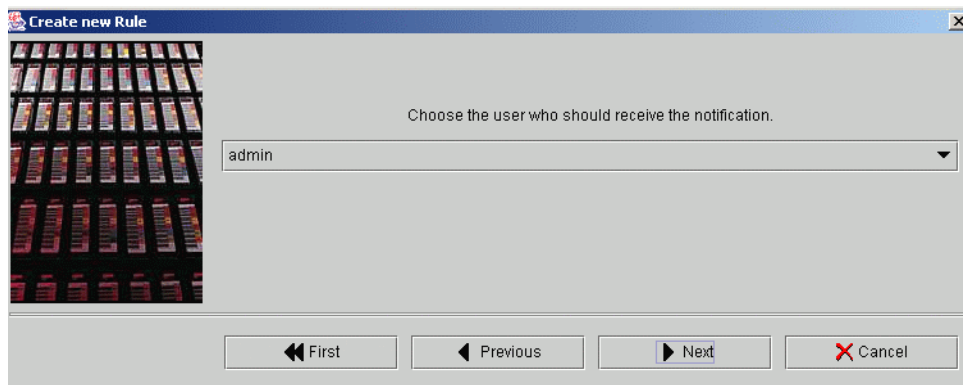 Create new Rule
Choose the user who should receive the notification.
admin
First Previous Next Cancel